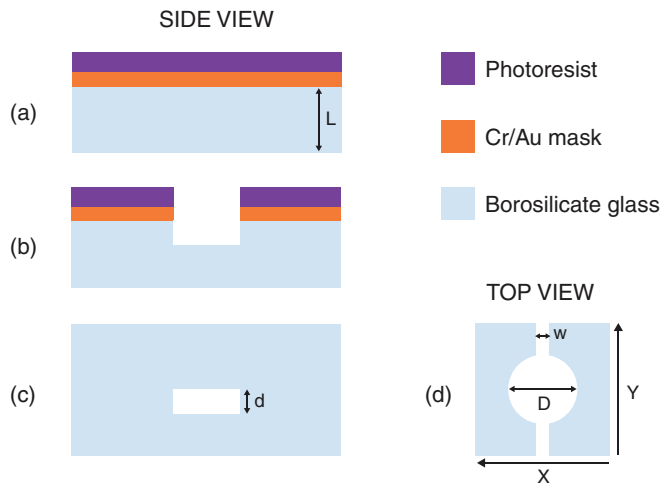 SIDE VIEW
(a)
L
Photoresist
Cr/Au mask
Borosilicate glass
(b)
(c)
d
TOP VIEW
(d)
w
D
Y
X